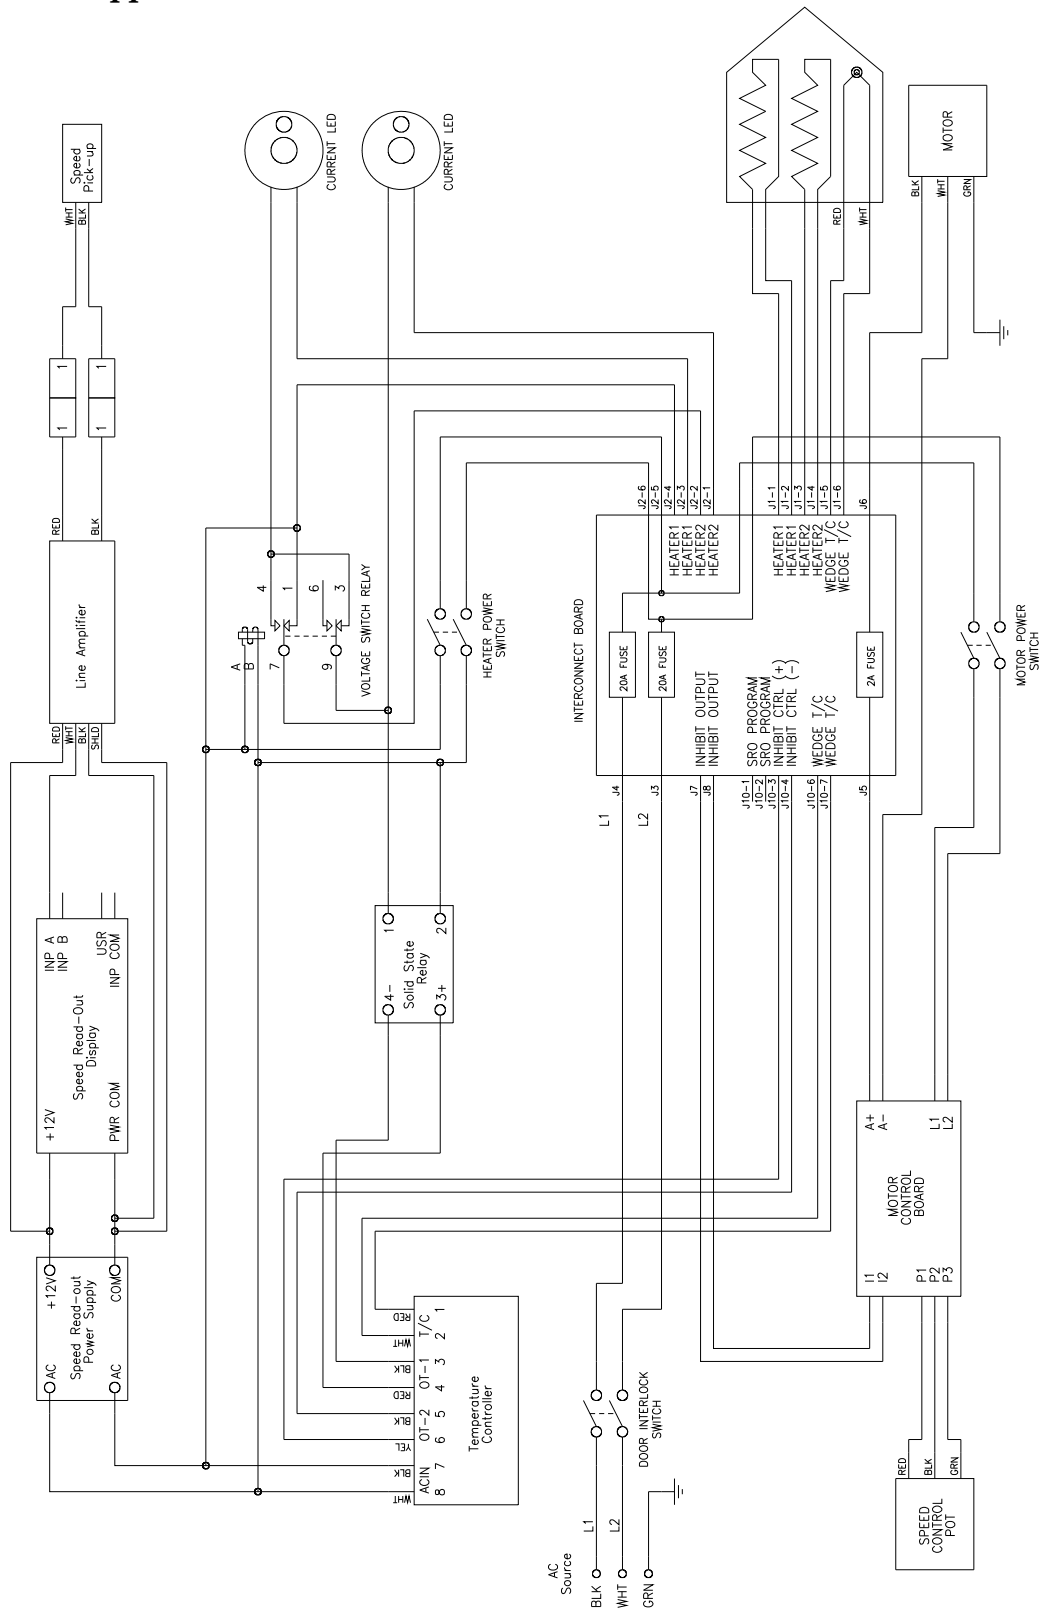 Speed
Pick-up
WHT
BLK
1
1
1
1
RED
BLK
Line Amplifier
RED
WHT
BLK
SHLD
INP A
INP B
USR
INP COM
Speed Read-Out
Display
+12V
PWR COM
+12V
COM
Speed Read-out
Power Supply
AC
AC
CURRENT LED
CURRENT LED
4
1
6
3
A
B
7
9
VOLTAGE SWITCH RELAY
HEATER POWER
SWITCH
1
2
Solid State
Relay
4-
3+
RED
WHT
BLK
RED
BLK
YEL
BLK
WHT
1
2
3
4
5
6
7
8
T/C
OT-1
OT-2
ACIN
Temperature
Controller
RED
WHT
MOTOR
BLK
WHT
GRN
J2-6
J2-5
J2-4
J2-3
J2-2
J2-1
J1-1
J1-2
J1-3
J1-4
J1-5
J1-6
J6
HEATER1
HEATER1
HEATER2
HEATER2
HEATER1
HEATER1
HEATER2
HEATER2
WEDGE T/C
WEDGE T/C
INTERCONNECT BOARD
20A FUSE
20A FUSE
2A FUSE
INHIBIT OUTPUT
INHIBIT OUTPUT
SRO PROGRAM
SRO PROGRAM
INHIBIT CTRL (+)
INHIBIT CTRL (-)
WEDGE T/C
WEDGE T/C
J4
J3
J7
J8
J10-1
J10-2
J10-3
J10-4
J10-6
J10-7
J5
L1
L2
MOTOR POWER
SWITCH
A+
A-
L1
L2
MOTOR
CONTROL
BOARD
I1
I2
P1
P2
P3
DOOR INTERLOCK
SWITCH
L1
L2
AC
Source
BLK
WHT
GRN
RED
BLK
GRN
SPEED
CONTROL
POT